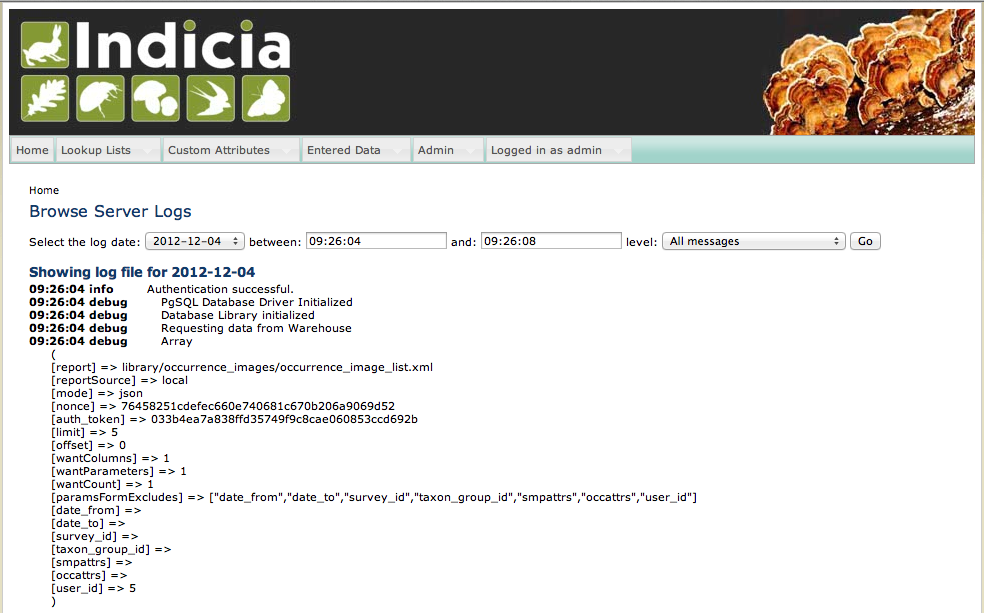 Indicia
Home Lookup Lists Custom Attributes Entered Data Admin Logged in as admin
Home
Browse Server Logs
Select the log date: 2012-12-04 between: 09:26:04 and: 09:26:08 level: All messages Go
Showing log file for 2012-12-04
09:26:04 info Authentication successful.
09:26:04 debug PgSQL Database Driver Initialized
09:26:04 debug Database Library initialized
09:26:04 debug Requesting data from Warehouse
09:26:04 debug Array
(
[report] => library/occurrence_images/occurrence_image_list.xml
[reportSource] => local
[mode] => json
[nonce] => 76458251cdefec660e740681c670b206a9069d52
[auth_token] => 033b4ea7a838ffd35749f9c8cae060853ccd692b
[limit] => 5
[offset] => 0
[wantColumns] => 1
[wantParameters] => 1
[wantCount] => 1
[paramsFormExcludes] => ["date_from","date_to","survey_id","taxon_group_id","smpattrs","occattrs","user_id"]
[date_from] =>
[date_to] =>
[survey_id] =>
[taxon_group_id] =>
[smpattrs] =>
[occattrs] =>
[user_id] => 5
)